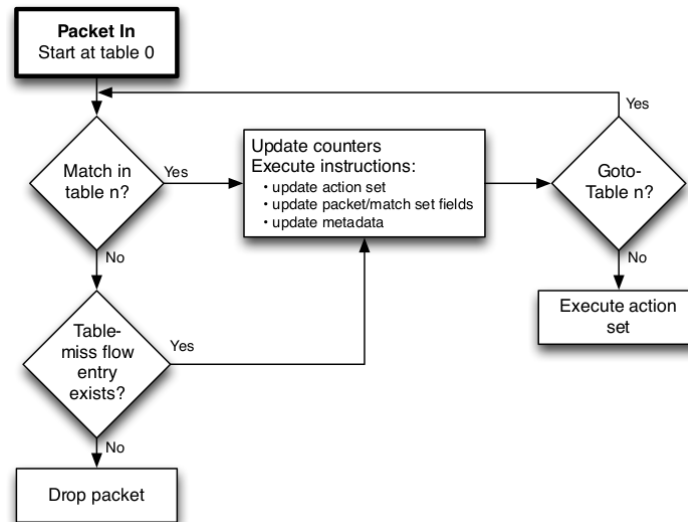 Packet In
Start at table 0
Yes
Match in
table n?
Yes
Update counters
Execute instructions:
• update action set
• update packet/match set fields
• update metadata
Goto-
Table n?
No
No
Execute action
set
Table-
miss flow
entry
exists?
Yes
No
Drop packet